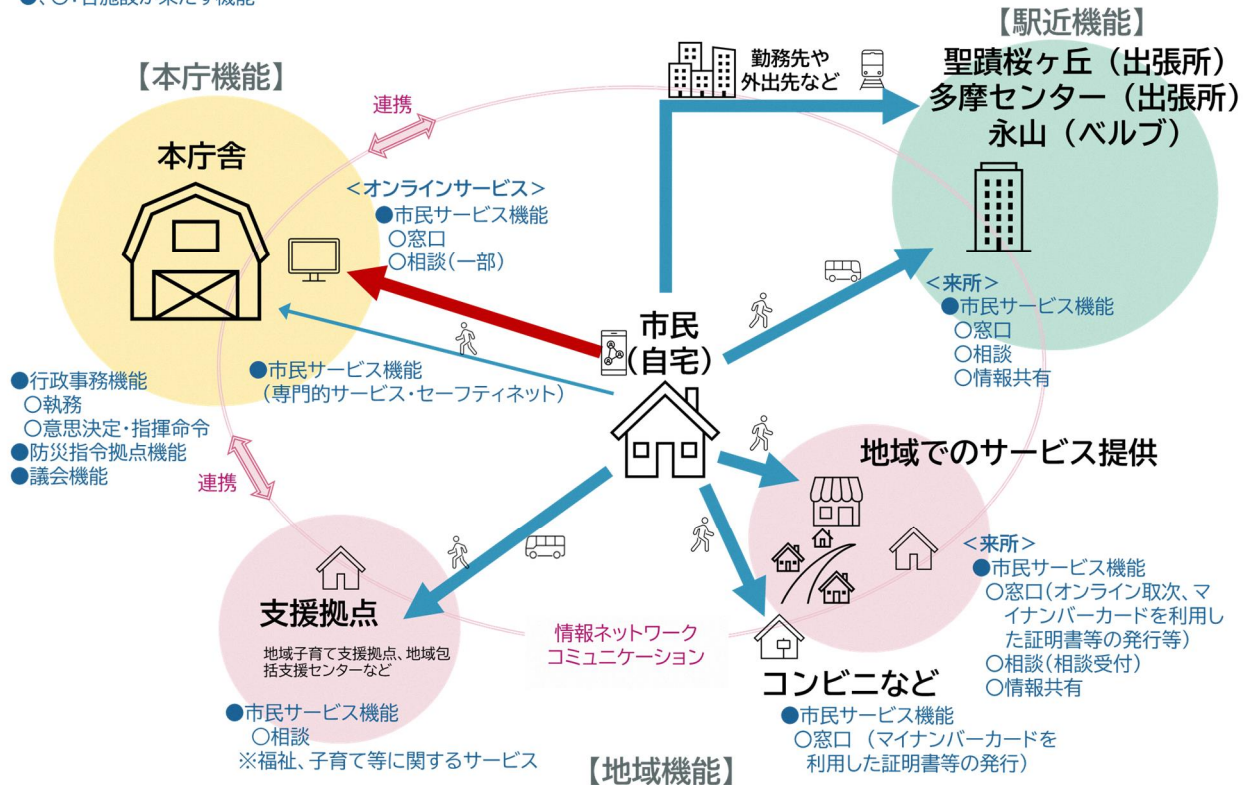 ●、○：各施設が果たす機能
【本庁機能】
本庁舎
連携
＜オンラインサービス＞
●市民サービス機能
○窓口
○相談（一部）
●市民サービス機能
（専門的サービス・セーフティネット）
●行政事務機能
○執務
○意思決定・指揮命令
●防災指令拠点機能
●議会機能
連携
勤務先や
外出先など
【駅近機能】
聖蹟桜ヶ丘（出張所）
多摩センター（出張所）
永山（ベルブ）
＜来所＞
●市民サービス機能
○窓口
○相談
○情報共有
市民
（自宅）
地域でのサービス提供
＜来所＞
●市民サービス機能
○窓口（オンライン取次、マ
イナンバーカードを利用し
た証明書等の発行等）
○相談（相談受付）
○情報共有
支援拠点
地域子育て支援拠点、地域包
括支援センターなど
●市民サービス機能
○相談
※福祉、子育て等に関するサービス
情報ネットワーク
コミュニケーション
コンビニなど
●市民サービス機能
○窓口 （マイナンバーカードを
利用した証明書等の発行）
【地域機能】